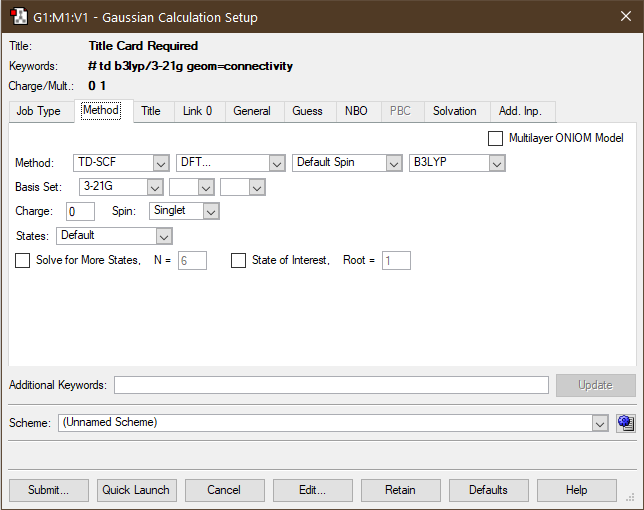 G1:M1:V1 - Gaussian Calculation Setup
Title: Title Card Required
Keywords: # td b3lyp/3-21g geom=connectivity
Charge/Mult.: 0 1
Job Type Method Title Link 0 General Guess NBO PBC Solvation Add. Inp.
Multilayer ONIOM Model
Method: TD-SCF DFT... Default Spin B3LYP
Basis Set: 3-21G
Charge: 0 Spin: Singlet
States: Default
Solve for More States, N = 6 State of Interest, Root = 1
Additional Keywords: Update
Scheme: (Unnamed Scheme)
Submit... Quick Launch Cancel Edit... Retain Defaults Help